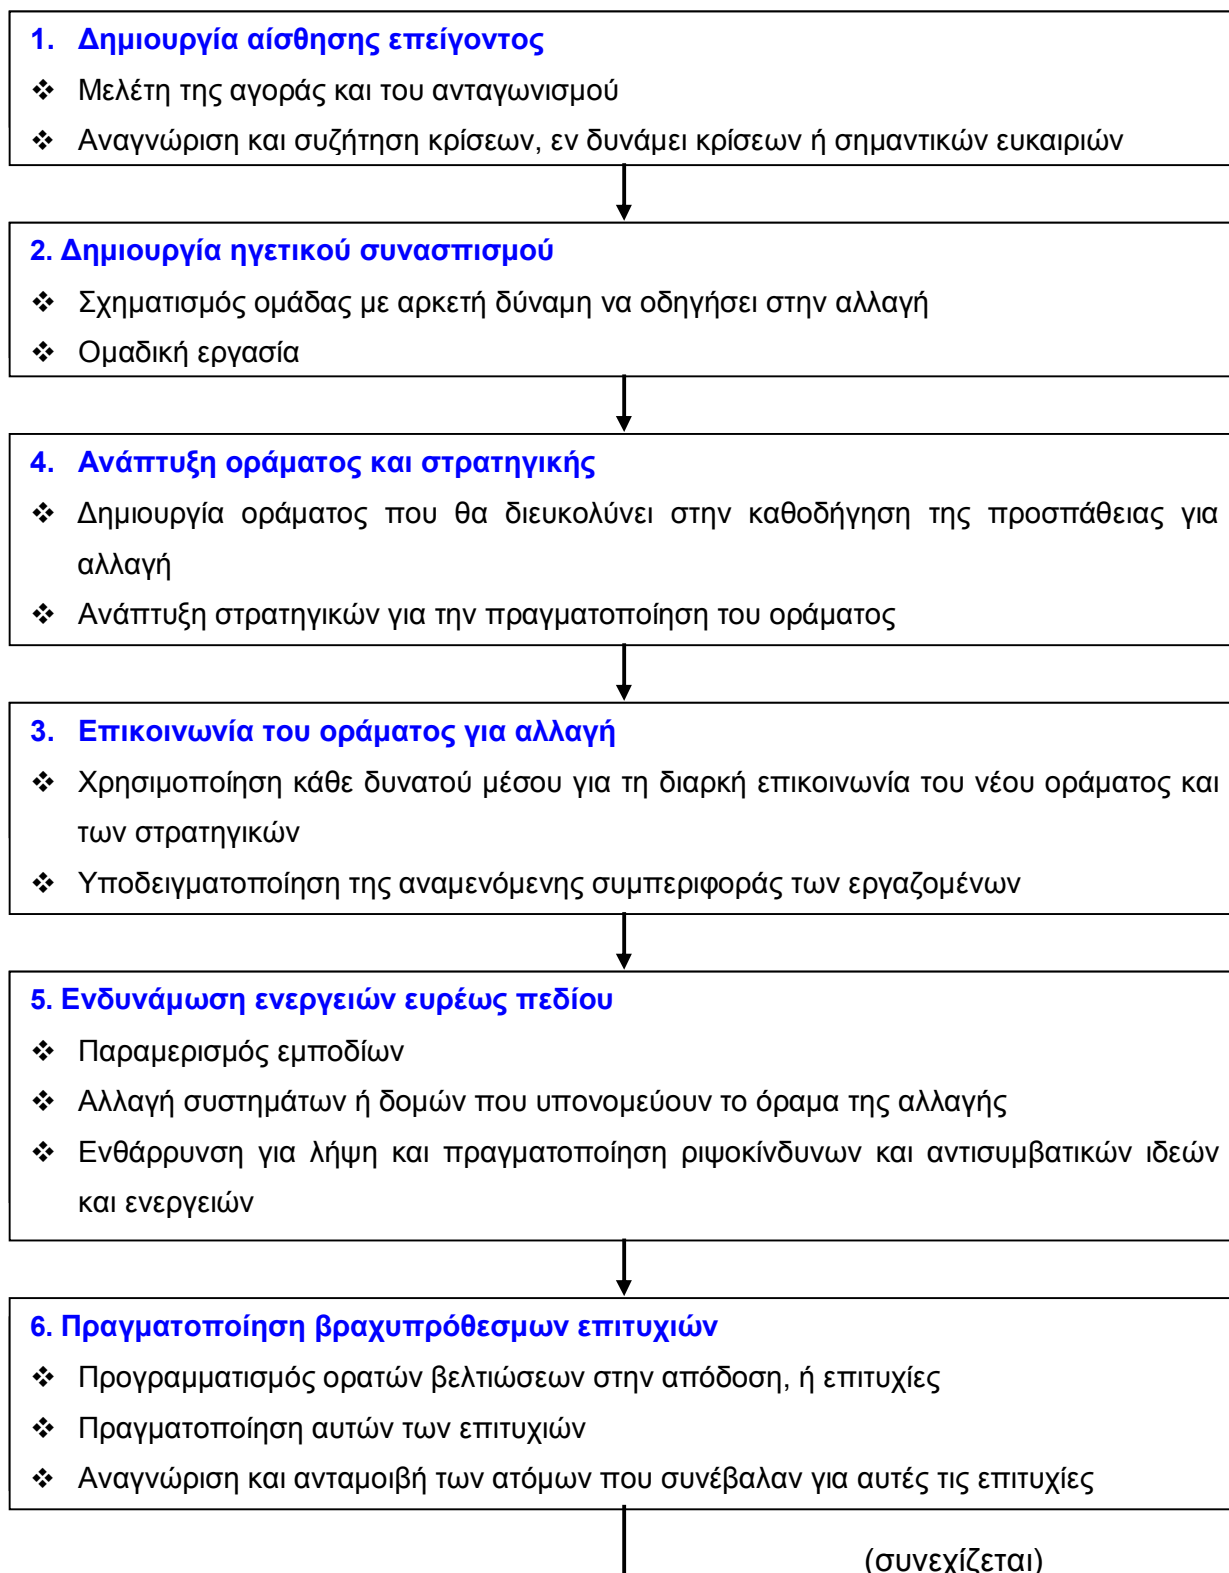 1. Δημιουργία αίσθησης επείγοντος
❖ Μελέτη της αγοράς και του ανταγωνισμού
❖ Αναγνώριση και συζήτηση κρίσεων, εν δυνάμει κρίσεων ή σημαντικών ευκαιριών
2. Δημιουργία ηγετικού συνασπισμού
❖ Σχηματισμός ομάδας με αρκετή δύναμη να οδηγήσει στην αλλαγή
❖ Ομαδική εργασία
4. Ανάπτυξη οράματος και στρατηγικής
❖ Δημιουργία οράματος που θα διευκολύνει στην καθοδήγηση της προσπάθειας για
αλλαγή
❖ Ανάπτυξη στρατηγικών για την πραγματοποίηση του οράματος
3. Επικοινωνία του οράματος για αλλαγή
❖ Χρησιμοποίηση κάθε δυνατού μέσου για τη διαρκή επικοινωνία του νέου οράματος και
των στρατηγικών
❖ Υποδειγματοποίηση της αναμενόμενης συμπεριφοράς των εργαζομένων
5. Ενδυνάμωση ενεργειών ευρέως πεδίου
❖ Παραμερισμός εμποδίων
❖ Αλλαγή συστημάτων ή δομών που υπονομεύουν το όραμα της αλλαγής
❖ Ενθάρρυνση για λήψη και πραγματοποίηση ριψοκίνδυνων και αντισυμβατικών ιδεών
και ενεργειών
6. Πραγματοποίηση βραχυπρόθεσμων επιτυχιών
❖ Προγραμματισμός ορατών βελτιώσεων στην απόδοση, ή επιτυχίες
❖ Πραγματοποίηση αυτών των επιτυχιών
❖ Αναγνώριση και ανταμοιβή των ατόμων που συνέβαλαν για αυτές τις επιτυχίες
(συνεχίζεται)